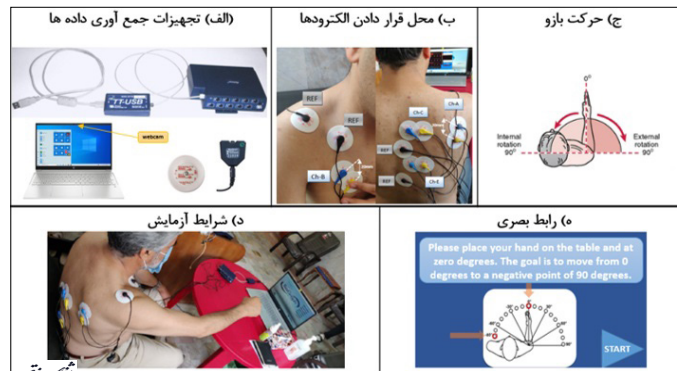 (الف) تجهیزات جمع آوری داده ها
TT-USB
webcam
ب) محل قرار دادن الکترودها
REF
REF
Ch-B
Ch-C
Ch-A
REF
REF
Ch-E
ج) حرکت بازو
0°
Internal rotation 90°
External rotation 90°
د) شرایط آزمایش
ه) رابط بصری
Please place your hand on the table and at
zero degrees. The goal is to move from 0
degrees to a negative point of 90 degrees.
START